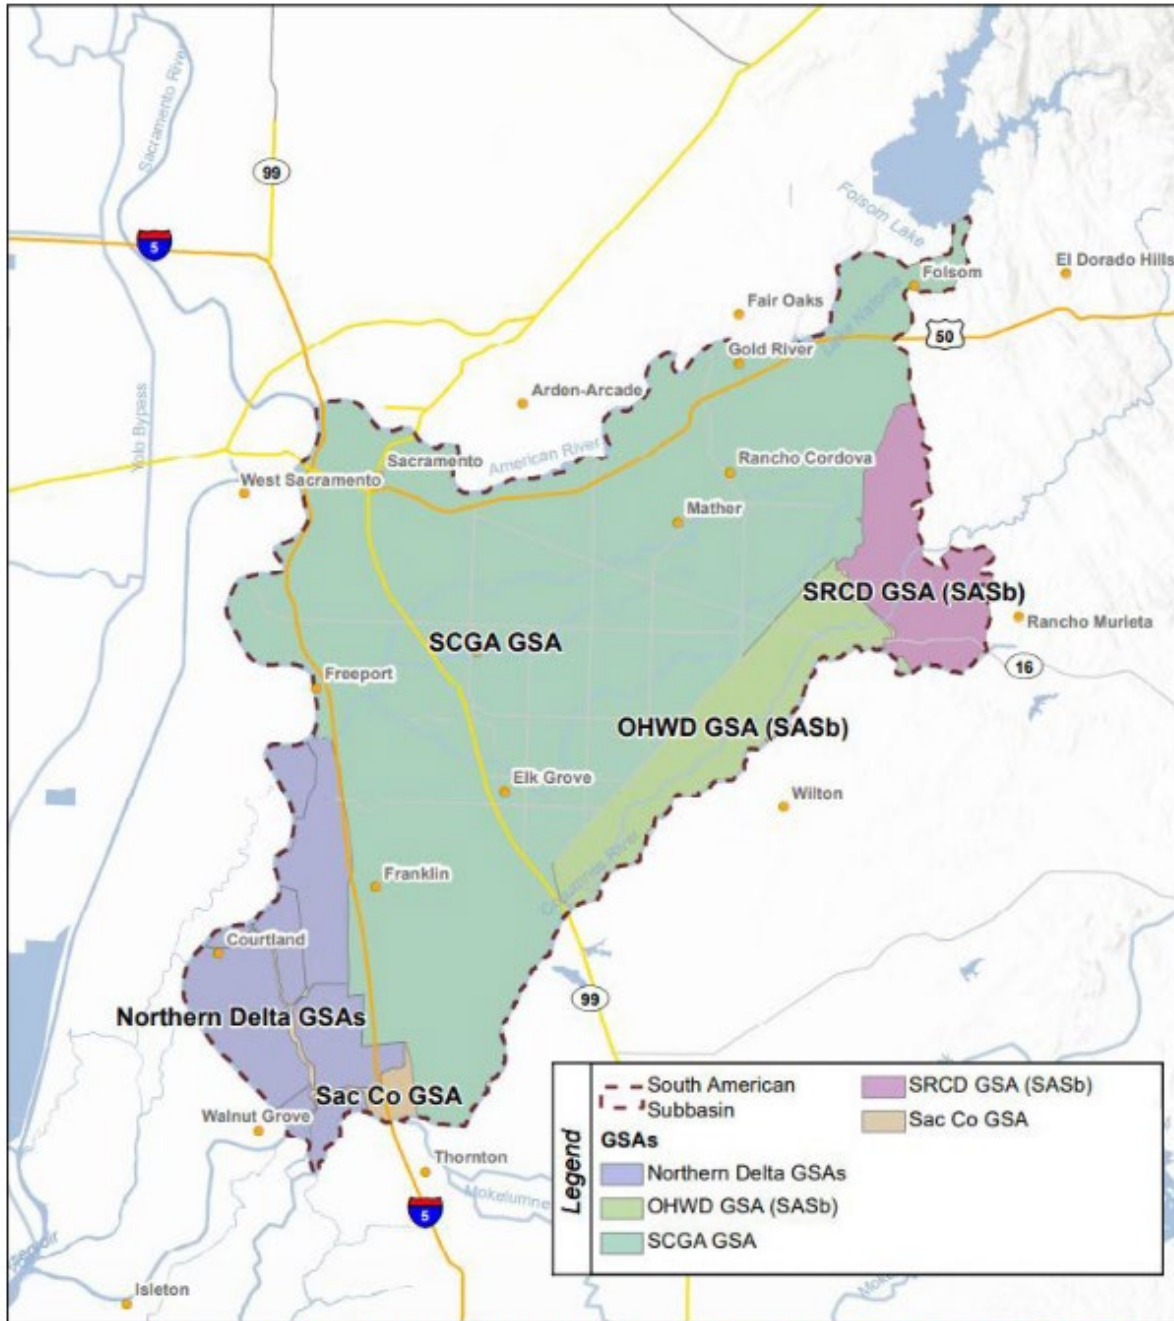 Sacramento River
99
5
Folsom Lake
El Dorado Hills
Folsom
Fair Oaks
Lake Natoma
50
Gold River
Arden-Arcade
Yolo Bypass
American River
Sacramento
Rancho Cordova
West Sacramento
Mather
SRCD GSA (SASb)
Rancho Murieta
SCGA GSA
16
Freeport
OHWD GSA (SASb)
Elk Grove
Wilton
Cosumnes River
Franklin
Courtland
99
Northern Delta GSAs
Sac Co GSA
Walnut Grove
Thornton
Mokelumne
5
Isleton
Legend
South American
Subbasin
GSAs
Northern Delta GSAs
OHWD GSA (SASb)
SCGA GSA
SRCD GSA (SASb)
Sac Co GSA